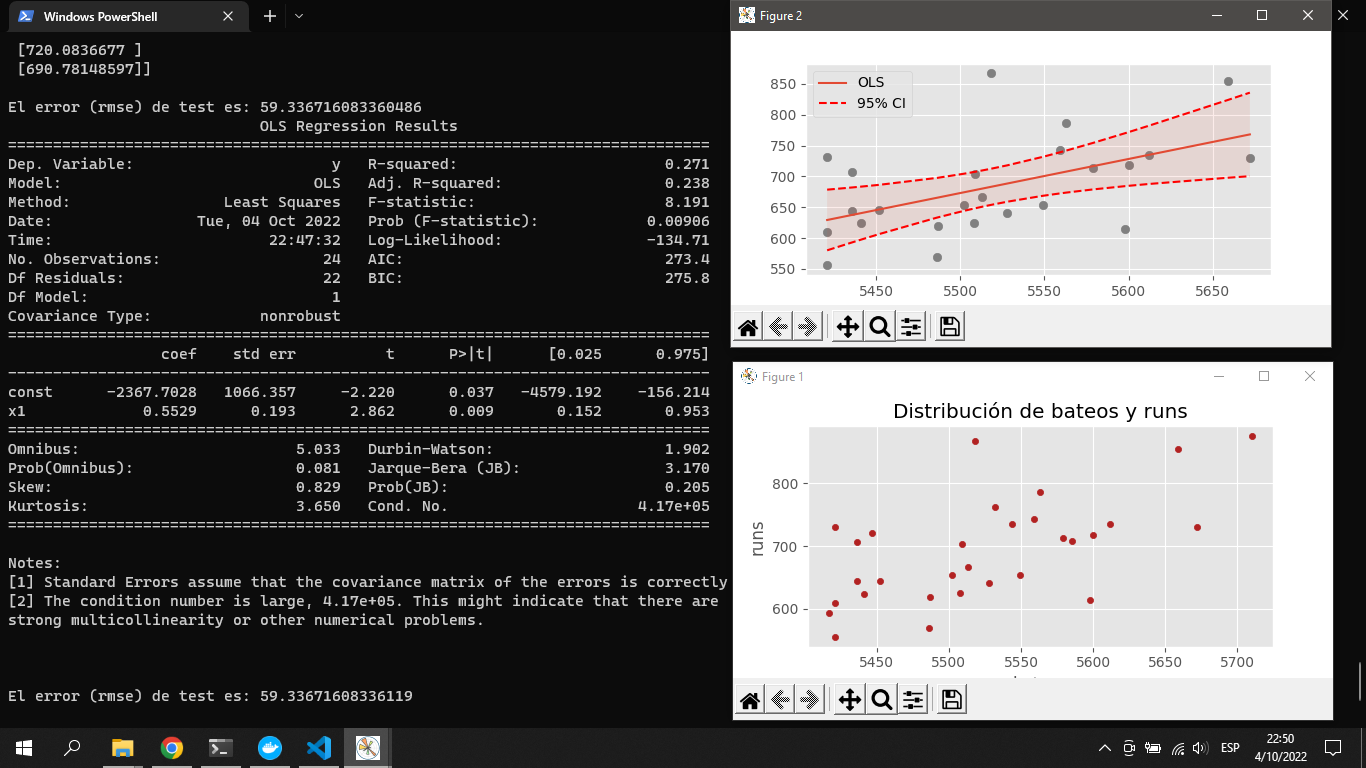 Windows PowerShell
[720.0836677 ]
[690.78148597]]
El error (rmse) de test es: 59.336716083360486
OLS Regression Results
==============================================================================
Dep. Variable: y R-squared: 0.271
Model: OLS Adj. R-squared: 0.238
Method: Least Squares F-statistic: 8.191
Date: Tue, 04 Oct 2022 Prob (F-statistic): 0.00906
Time: 22:47:32 Log-Likelihood: -134.71
No. Observations: 24 AIC: 273.4
Df Residuals: 22 BIC: 275.8
Df Model: 1
Covariance Type: nonrobust
==============================================================================
coef std err t P>|t| [0.025 0.975]
------------------------------------------------------------------------------
const -2367.7028 1066.357 -2.220 0.037 -4579.192 -156.214
x1 0.5529 0.193 2.862 0.009 0.152 0.953
==============================================================================
Omnibus: 5.033 Durbin-Watson: 1.902
Prob(Omnibus): 0.081 Jarque-Bera (JB): 3.170
Skew: 0.829 Prob(JB): 0.205
Kurtosis: 3.650 Cond. No. 4.17e+05
==============================================================================
Notes:
[1] Standard Errors assume that the covariance matrix of the errors is correctly
[2] The condition number is large, 4.17e+05. This might indicate that there are
strong multicollinearity or other numerical problems.
El error (rmse) de test es: 59.33671608336119
Figure 2
OLS
95% CI
850
800
750
700
650
600
550
5450 5500 5550 5600 5650
Figure 1
Distribución de bateos y runs
runs
800
700
600
5450 5500 5550 5600 5650 5700
ESP
22:50
4/10/2022